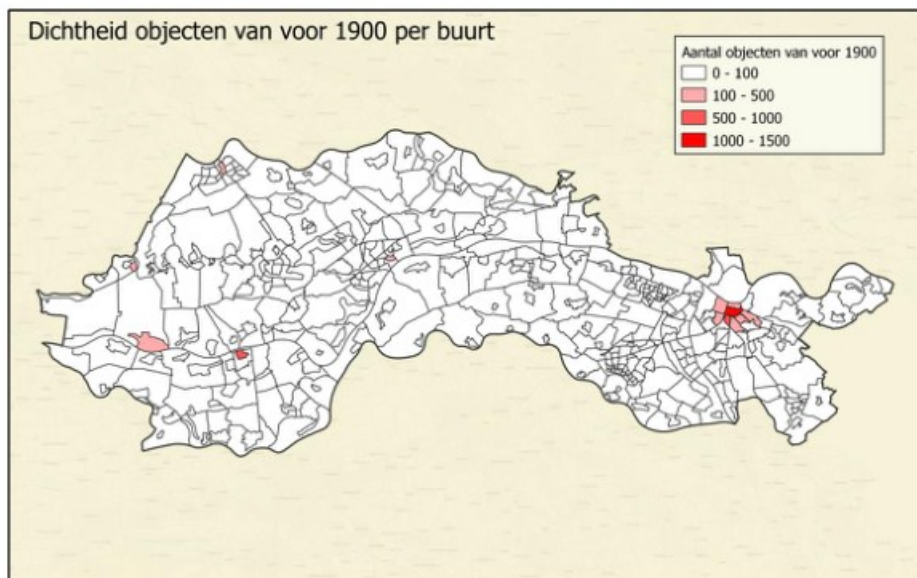 Dichtheid objecten van voor 1900 per buurt
Aantal objecten van voor 1900
0 - 100
100 - 500
500 - 1000
1000 - 1500